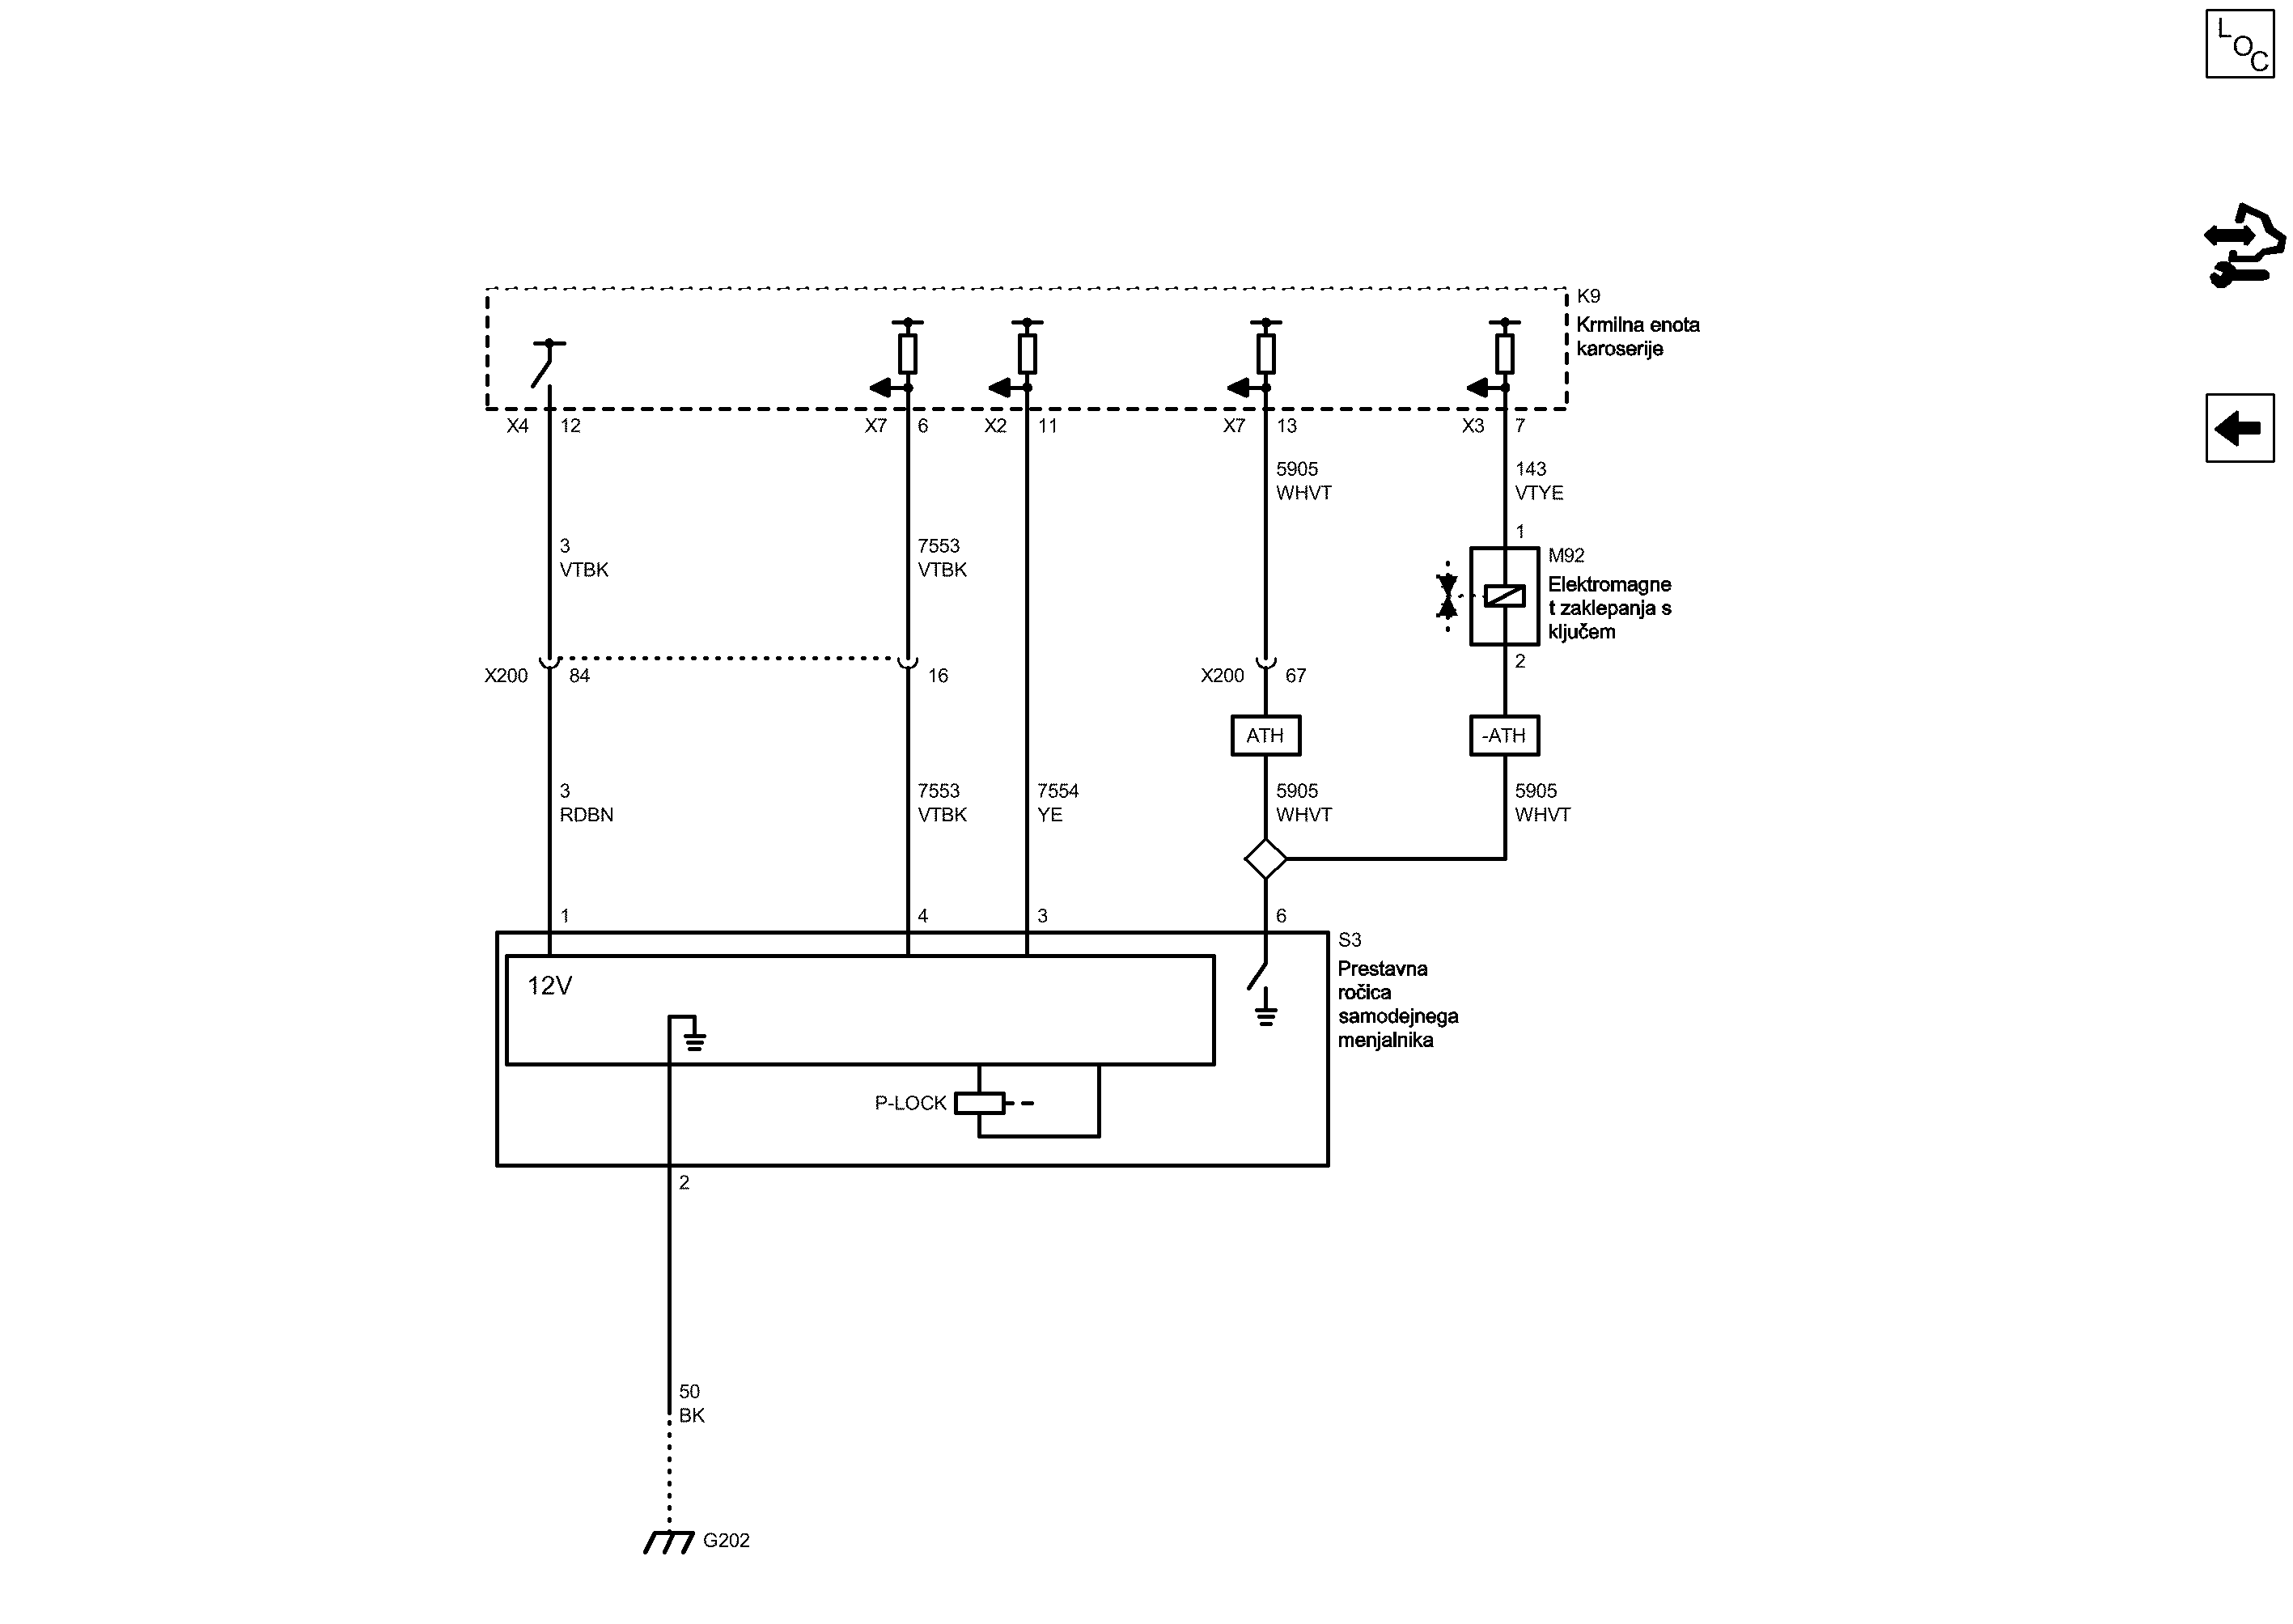 L
O
C
K9
Krmilna enota
karoserije
X4 12
X7 6
X2 11
X7 13
X3 7
5905
WHVT
143
VTYE
1
3
VTBK
7553
VTBK
M92
Elektromagne
t zaklepanja s
ključem
2
X200 84
16
X200 67
ATH
-ATH
3
RDBN
7553
VTBK
7554
YE
5905
WHVT
5905
WHVT
1
4
3
6
S3
Prestavna
ročica
samodejnega
menjalnika
12V
P-LOCK
2
50
BK
G202